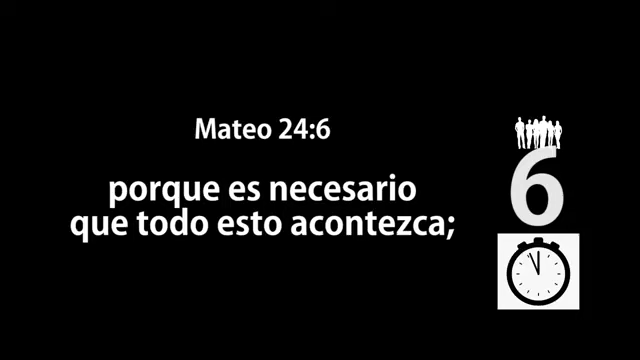 Mateo 24:6
porque es necesario
que todo esto acontezca;
6